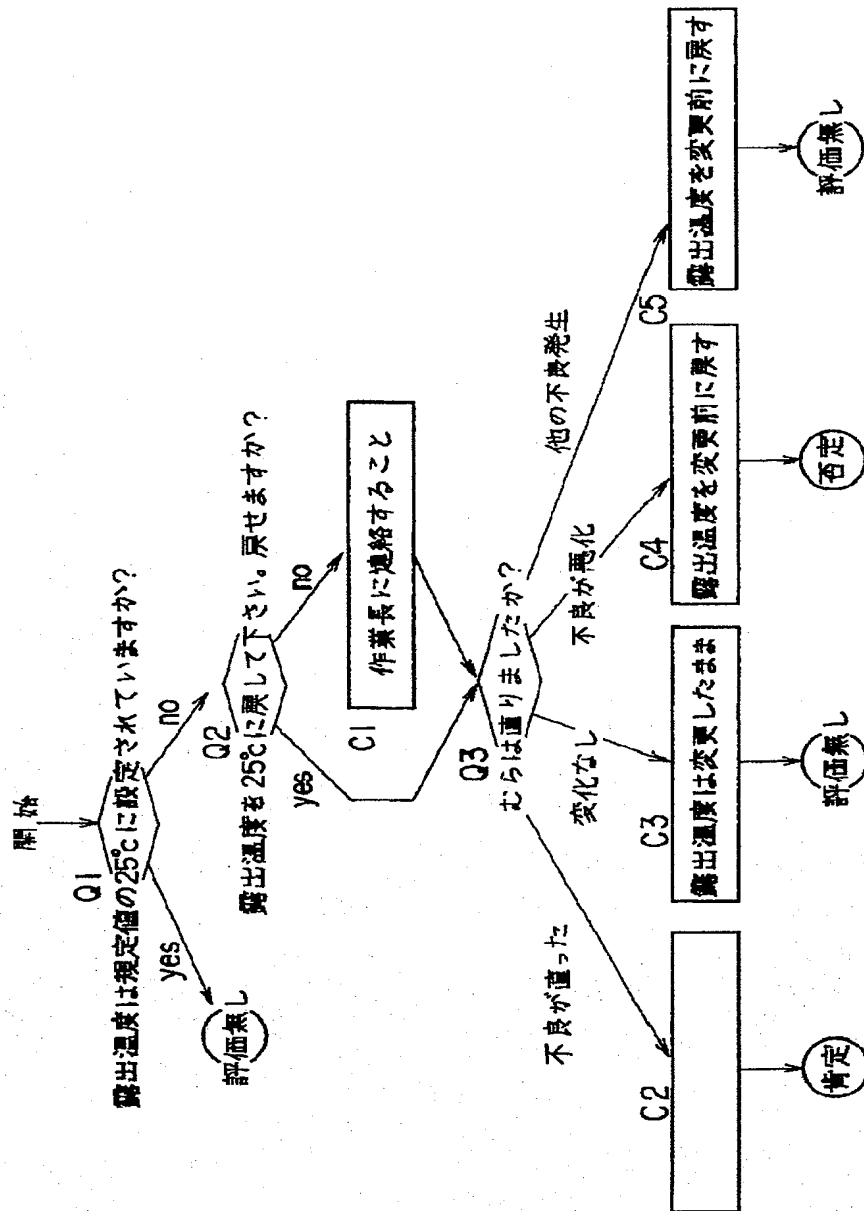 開始
Q1
露出温度は規定値の25℃に設定されていますか?
yes
no
評価無し
Q2
露出温度を25℃に戻して下さい。戻せますか?
yes
no
C1
作業長に連絡すること
Q3
むらは直りましたか?
不良が直った
変化なし
不良が悪化
他の不良発生
C2
C3
露出温度は変更したまま
C4
露出温度を変更前に戻す
C5
露出温度を変更前に戻す
肯定
評価無し
否定
評価無し